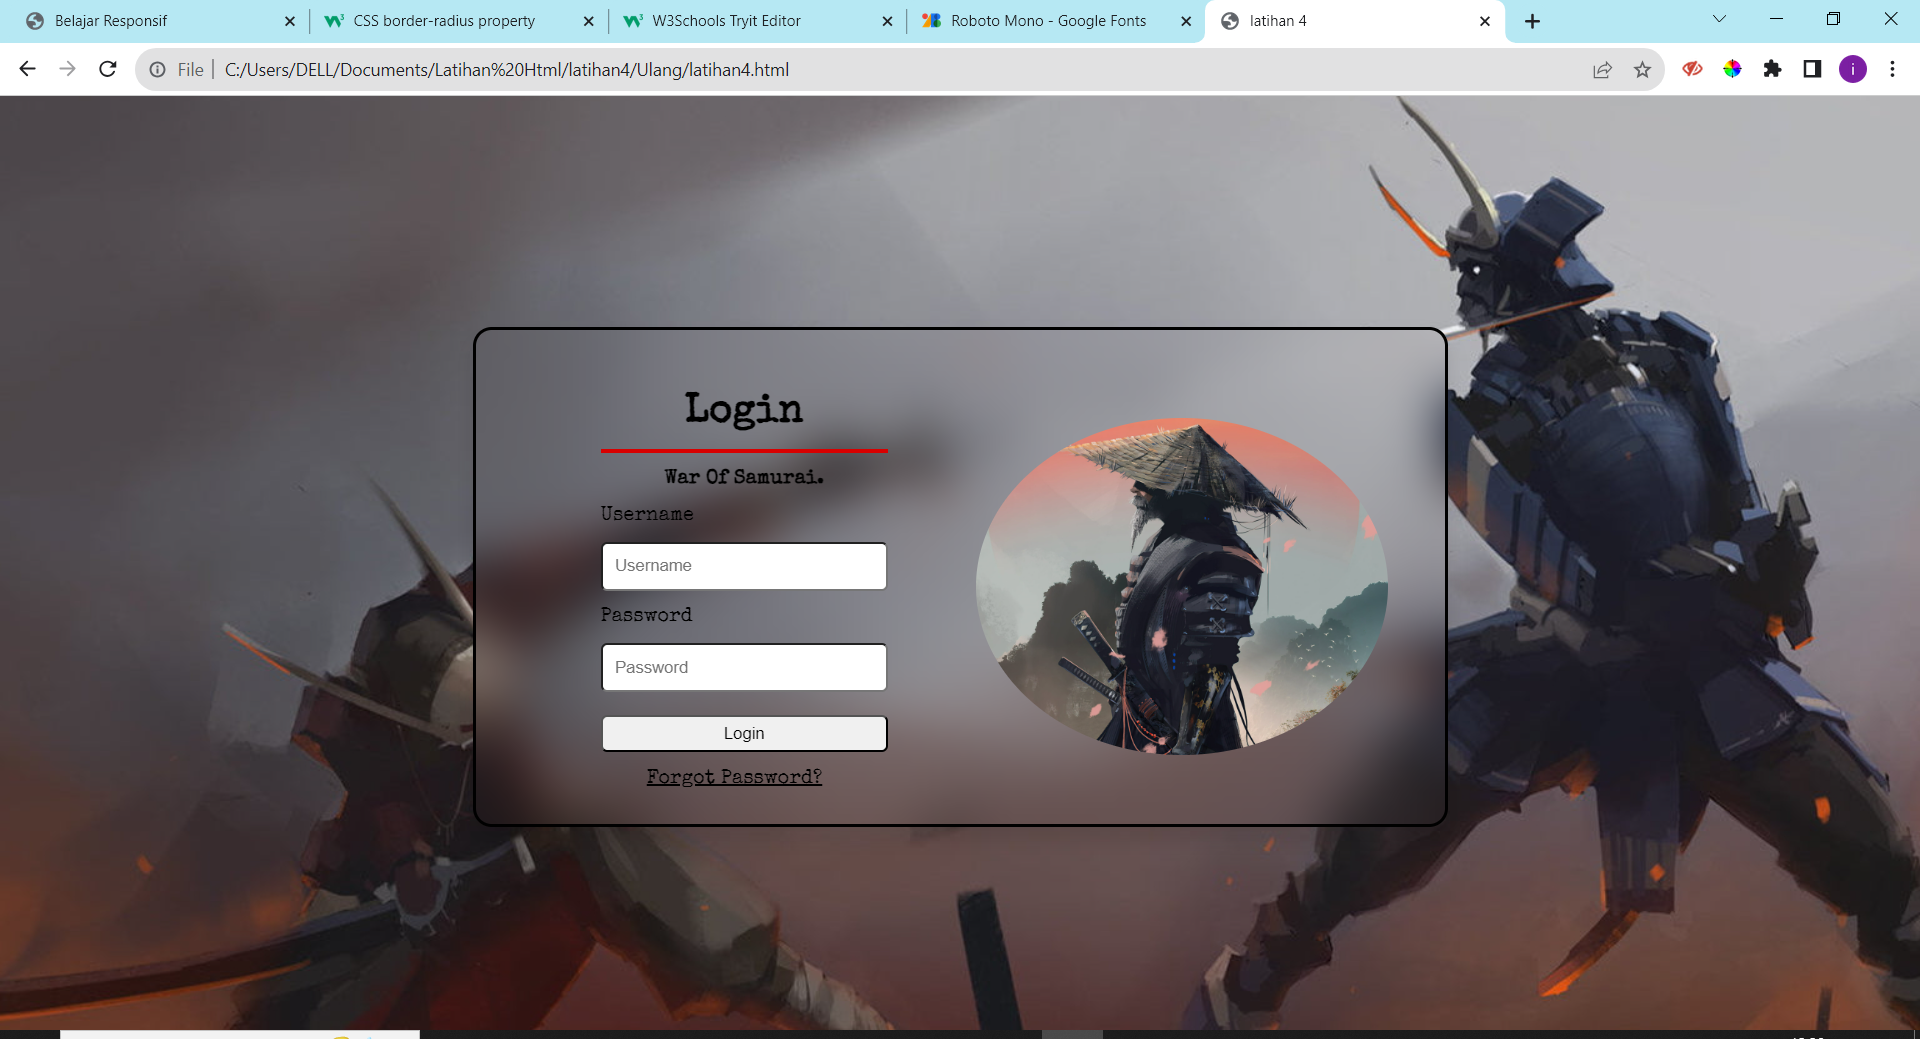 Belajar Responsif
CSS border-radius property
W3Schools Tryit Editor
Roboto Mono - Google Fonts
latihan 4
File
C:/Users/DELL/Documents/Latihan%20Html/latihan4/Ulang/latihan4.html
i
Login
War Of Samurai.
Username
Username
Password
Password
Login
Forgot Password?